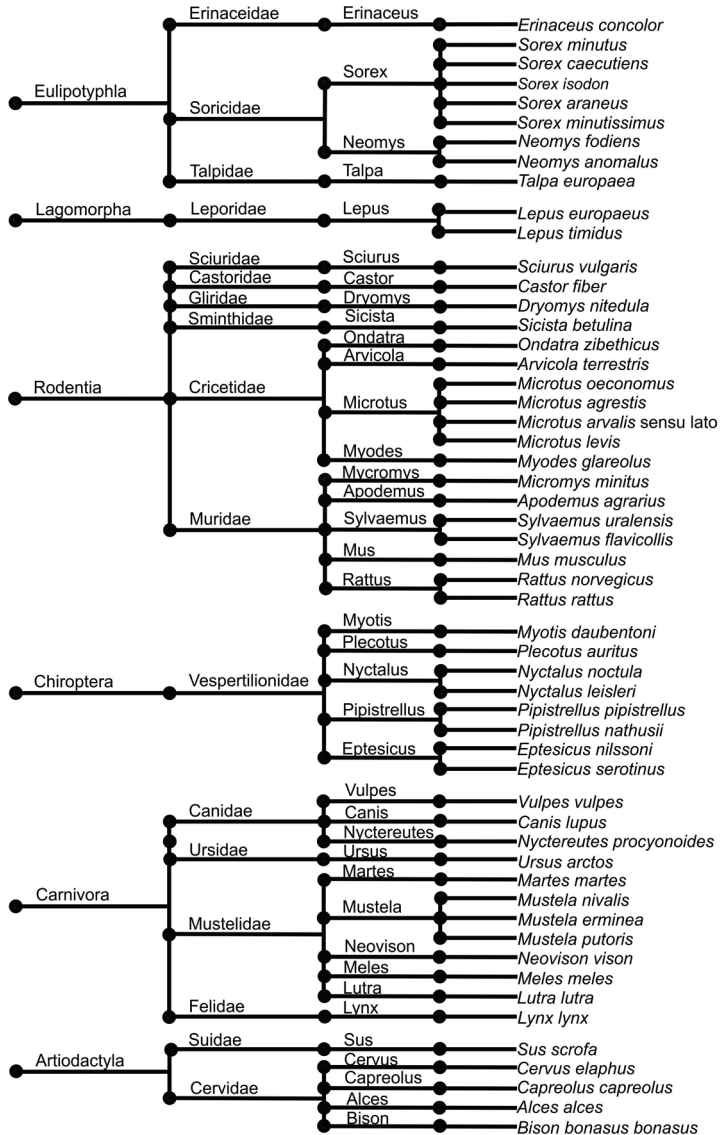 Erinaceidae Erinaceus Erinaceus concolor
Sorex minutus
Sorex caecutiens
Sorex Sorex isodon
Eulipotyphla Soricidae Sorex araneus
Sorex minutissimus
Neomys Neomys fodiens
Neomys anomalus
Talpidae Talpa Talpa europaea
Lagomorpha Leporidae Lepus Lepus europaeus
Lepus timidus
Sciuridae Sciurus Sciurus vulgaris
Castoridae Castor Castor fiber
Gliridae Dryomys Dryomys nitedula
Sminthidae Sicista Sicista betulina
Ondatra Ondatra zibethicus
Arvicola Arvicola terrestris
Microtus oeconomus
Rodentia Cricetidae Microtus Microtus agrestis
Microtus arvalis sensu lato
Microtus levis
Myodes Myodes glareolus
Mycromys Micromys minitus
Apodemus Apodemus agrarius
Muridae Sylvaemus Sylvaemus uralensis
Sylvaemus flavicollis
Mus Mus musculus
Rattus Rattus norvegicus
Rattus rattus
Myotis Myotis daubentoni
Plecotus Plecotus auritus
Chiroptera Vespertilionidae Nyctalus Nyctalus noctula
Nyctalus leisleri
Pipistrellus Pipistrellus pipistrellus
Pipistrellus nathusii
Eptesicus Eptesicus nilssoni
Eptesicus serotinus
Vulpes Vulpes vulpes
Canidae Canis Canis lupus
Nyctereutes Nyctereutes procyonoides
Ursidae Ursus Ursus arctos
Martes Martes martes
Carnivora Mustela nivalis
Mustelidae Mustela Mustela erminea
Mustela putoris
Neovison Neovison vison
Meles Meles meles
Lutra Lutra lutra
Felidae Lynx Lynx lynx
Suidae Sus Sus scrofa
Artiodactyla Cervus Cervus elaphus
Cervidae Capreolus Capreolus capreolus
Alces Alces alces
Bison Bison bonasus bonasus